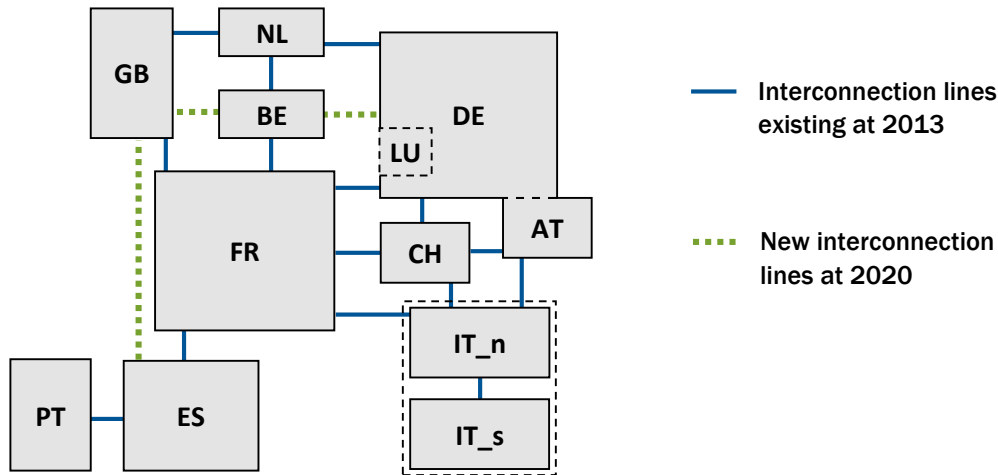 NL
GB
BE
DE
LU
FR
CH
AT
IT_n
PT
ES
IT_s
Interconnection lines
existing at 2013
New interconnection
lines at 2020